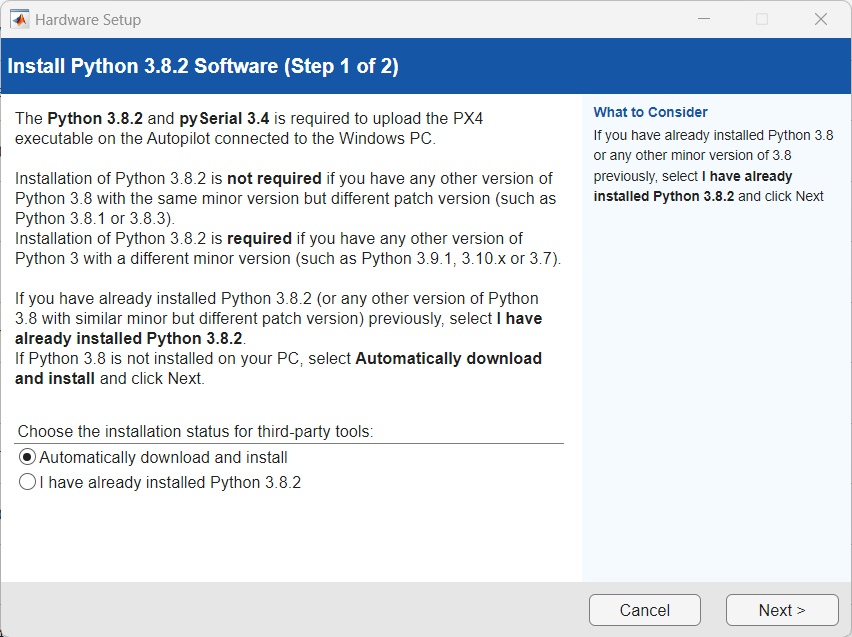 Hardware Setup
Install Python 3.8.2 Software (Step 1 of 2)
The Python 3.8.2 and pySerial 3.4 is required to upload the PX4
executable on the Autopilot connected to the Windows PC.
Installation of Python 3.8.2 is not required if you have any other version of
Python 3.8 with the same minor version but different patch version (such as
Python 3.8.1 or 3.8.3).
Installation of Python 3.8.2 is required if you have any other version of
Python 3 with a different minor version (such as Python 3.9.1, 3.10.x or 3.7).
If you have already installed Python 3.8.2 (or any other version of Python
3.8 with similar minor but different patch version) previously, select I have
already installed Python 3.8.2.
If Python 3.8 is not installed on your PC, select Automatically download
and install and click Next.
Choose the installation status for third-party tools:
Automatically download and install
I have already installed Python 3.8.2
What to Consider
If you have already installed Python 3.8
or any other minor version of 3.8
previously, select I have already
installed Python 3.8.2 and click Next
Cancel
Next >